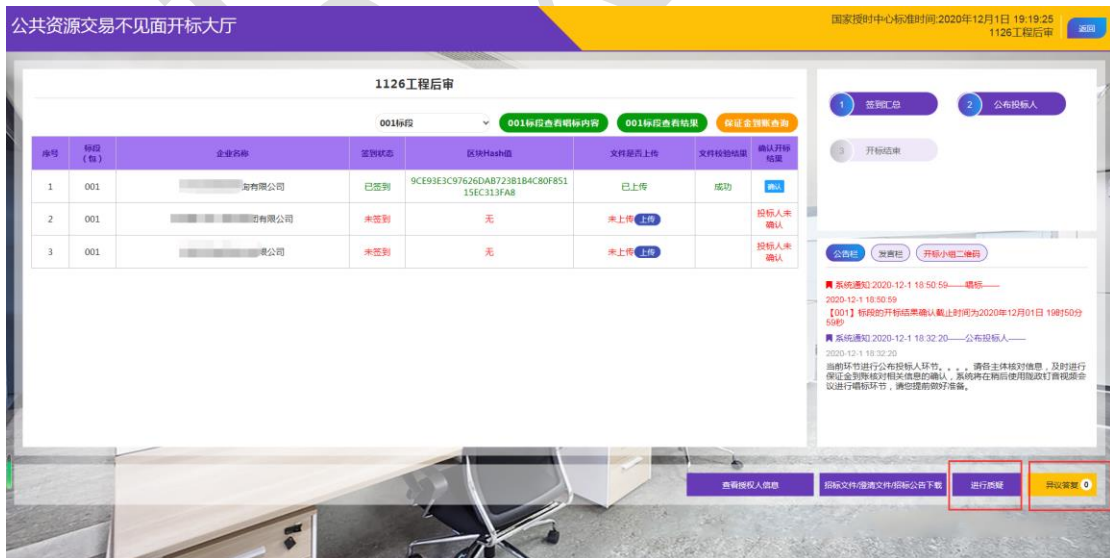 公共资源交易不见面开标大厅
国家授时中心标准时间:2020年12月1日 19:19:25
1126工程后审
返回
1126工程后审
001标段
001标段查看唱标内容
001标段查看结果
保证金到账查询
序号
标段
(包)
企业名称
签到状态
区块Hash值
文件是否上传
文件校验结果
确认开标
结果
1
001
询有限公司
已签到
9CE93E3C97626DAB723B1B4C80F851
15EC313FA8
已上传
成功
确认
2
001
有限公司
未签到
无
未上传
上传
投标人未
确认
3
001
限公司
未签到
无
未上传
上传
投标人未
确认
1 签到汇总
2 公布投标人
3 开标结束
公告栏
发言栏
开标小组二维码
系统通知:2020-12-1 18:50:59——唱标——
2020-12-1 18:50:59
【001】标段的开标结果确认截止时间为2020年12月01日 19时50分
59秒
系统通知:2020-12-1 18:32:20——公布投标人——
2020-12-1 18:32:20
当前环节进行公布投标人环节。。。。请各主体核对信息，及时进行
保证金到账核对相关信息的确认，系统将在稍后使用陇政钉音视频会
议进行唱标环节，请您提前做好准备。
查看授权人信息
招标文件/澄清文件/招标公告下载
进行质疑
异议答复 0